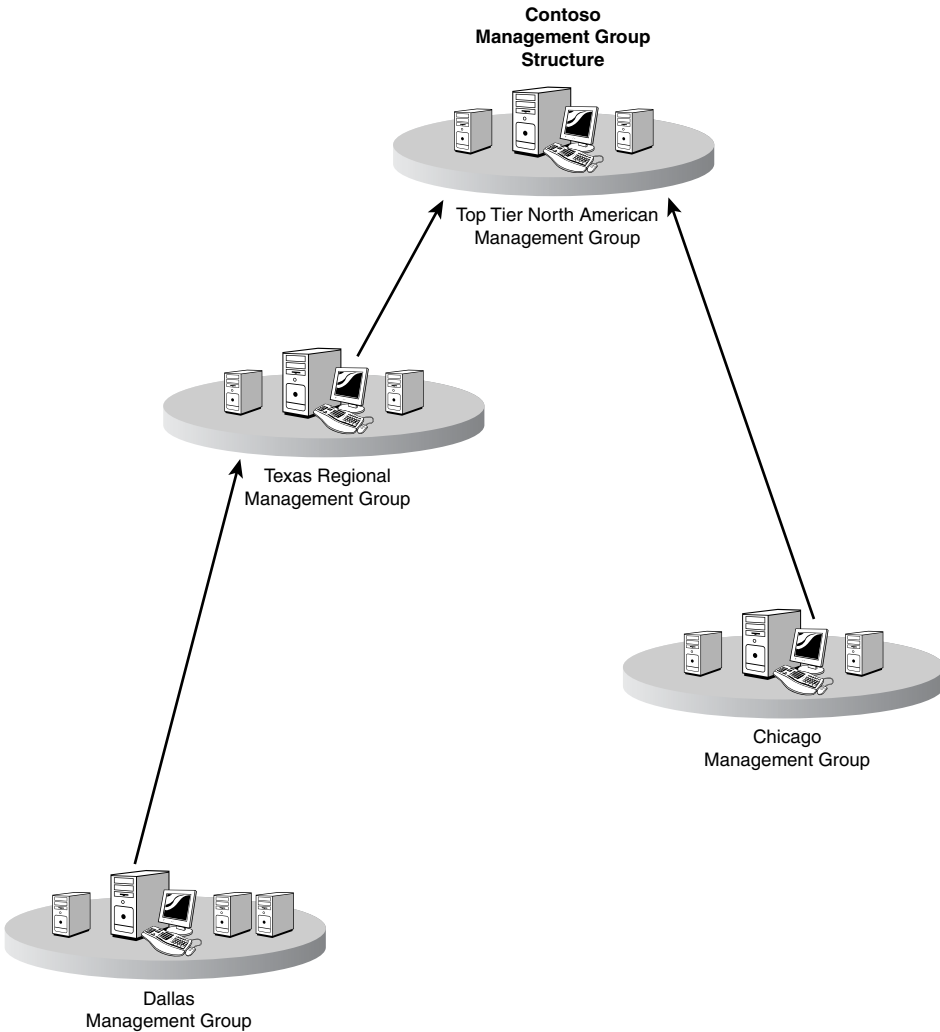 Contoso
Management Group
Structure
Top Tier North American
Management Group
Texas Regional
Management Group
Chicago
Management Group
Dallas
Management Group